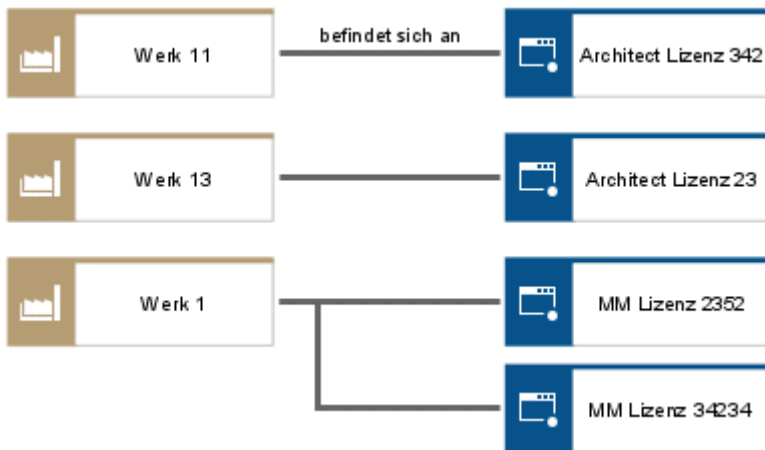 befindet sich an
Werk 11
Architect Lizenz 342
Werk 13
Architect Lizenz 23
Werk 1
MM Lizenz 2352
MM Lizenz 34234